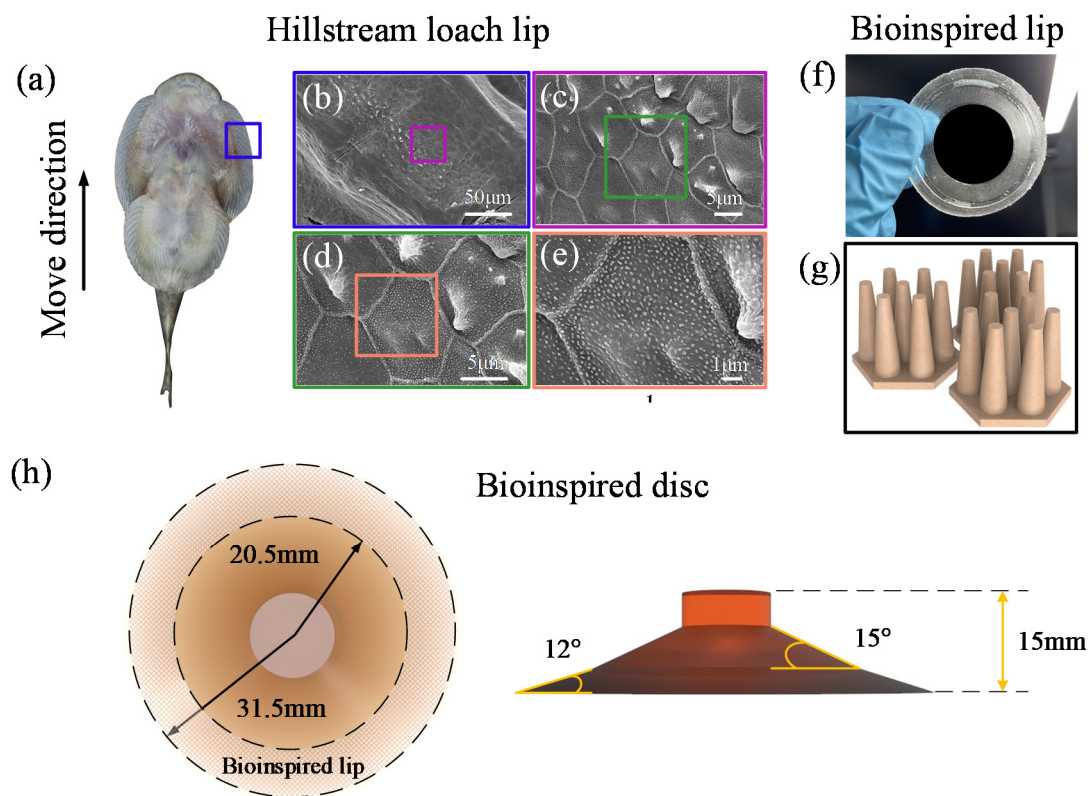 Hillstream loach lip
Bioinspired lip
(a)
Move direction
(b)
50μm
(c)
5μm
(d)
5μm
(e)
1μm
(f)
(g)
(h)
Bioinspired disc
20.5mm
31.5mm
Bioinspired lip
12°
15°
15mm